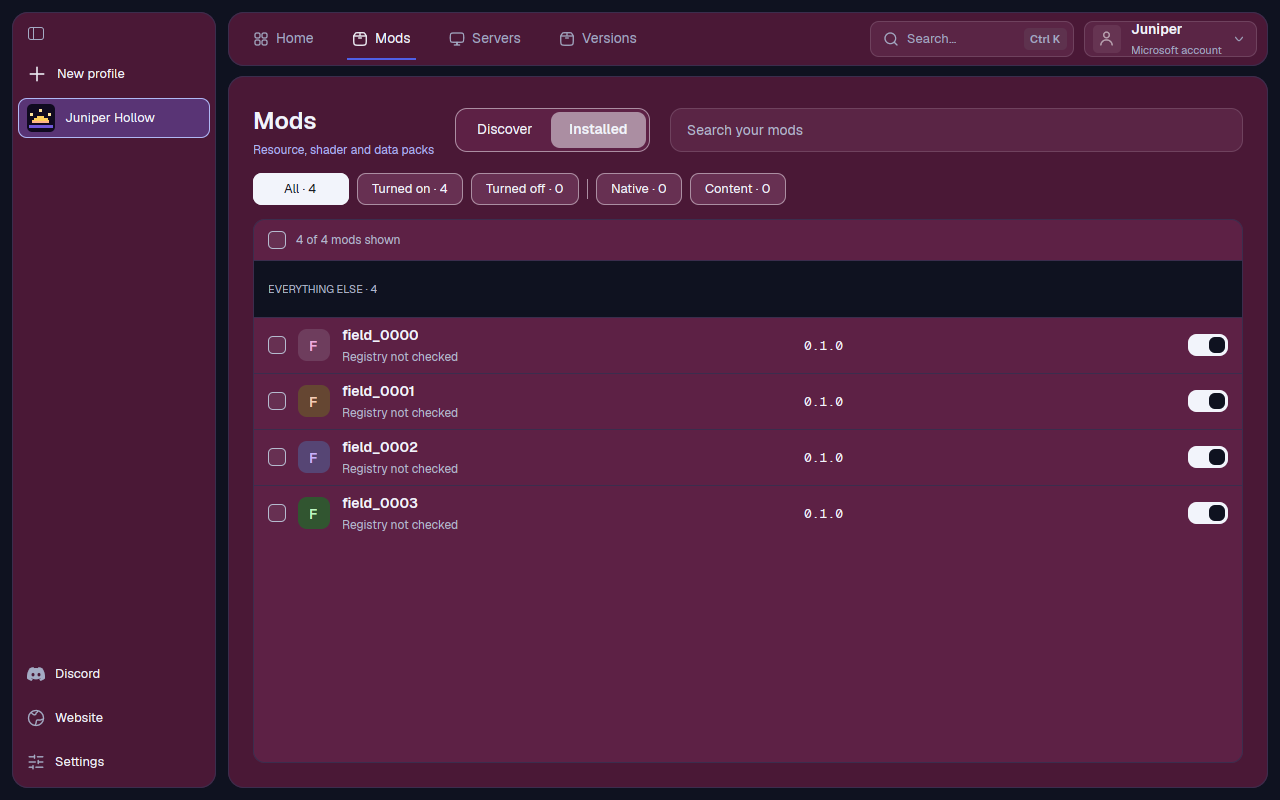 New profile
Juniper Hollow
Discord
Website
Settings
Home
Mods
Servers
Versions
Search...
Ctrl K
Juniper
Microsoft account
Mods
Resource, shader and data packs
Discover
Installed
Search your mods
All · 4
Turned on · 4
Turned off · 0
Native · 0
Content · 0
4 of 4 mods shown
EVERYTHING ELSE · 4
F
field_0000
Registry not checked
0.1.0
F
field_0001
Registry not checked
0.1.0
F
field_0002
Registry not checked
0.1.0
F
field_0003
Registry not checked
0.1.0